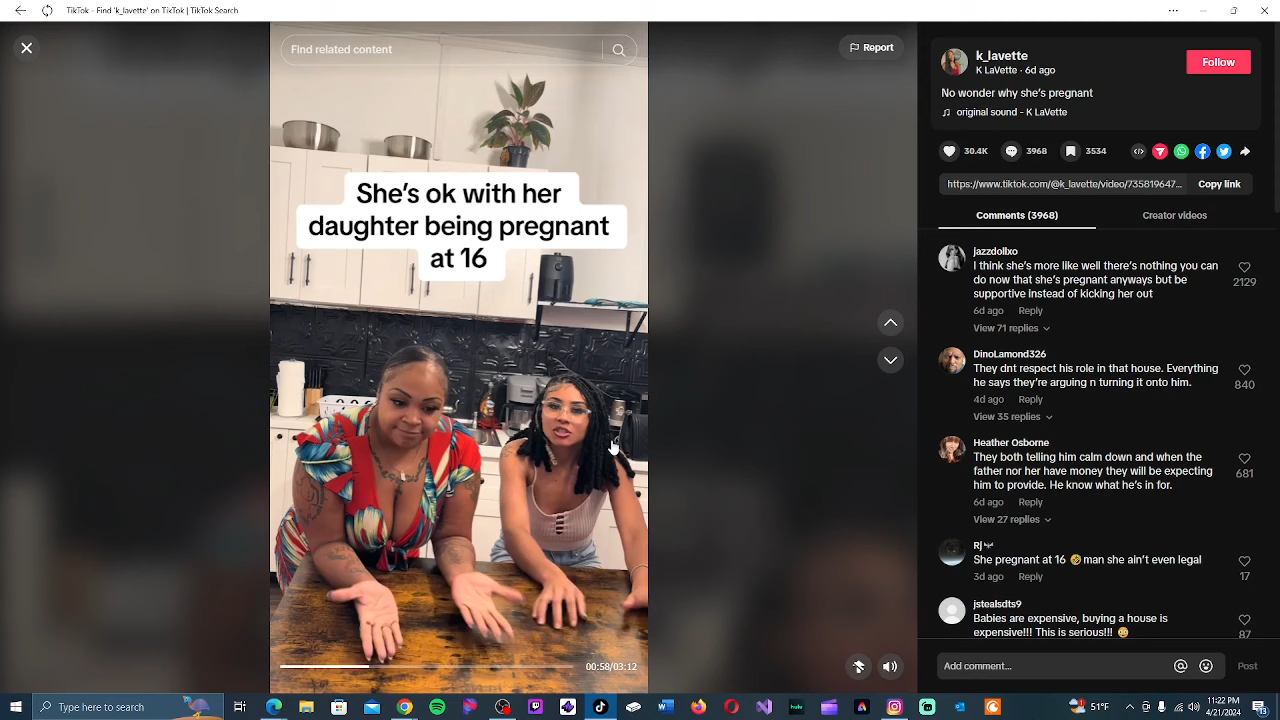 TikTok - Find 'k_lavette' on TikTok | TikTok Search
Find related content
Report
She's ok with her
daughter being pregnant
at 16
00:58/03:12
k_lavette
K LaVette · 6d ago
Follow
No wonder why she's pregnant
original sound - K LaVette
30.4K
3968
3534
https://www.tiktok.com/@k_lavette/video/735819647...
Copy link
Comments (3968)
Creator videos
jazzdollxo
I think she's more like well there's nothing you can
do now that she's pregnant anyways but be
supportive instead of kicking her out
2129
6d ago Reply
View 71 replies
DinoLamond326
They dnt respect his role in that house. Everything
he says they're arguing n turning it onto him.
840
4d ago Reply
View 35 replies
Heather Osborne
They both telling him calm down and when the
father nor her have money they will be expecting
him to provide. He know what he's in for.
681
6d ago Reply
View 27 replies
Rj
She pregnant at 16 🤔 man she ain't even legal
17
3d ago Reply
jstealsdts9
Babies are expensive, buying a house is
expensive!!! This is serious!!!
87
Add comment...
Post
Type here to search
hulu
51°F
11:22 PM
4/21/2024